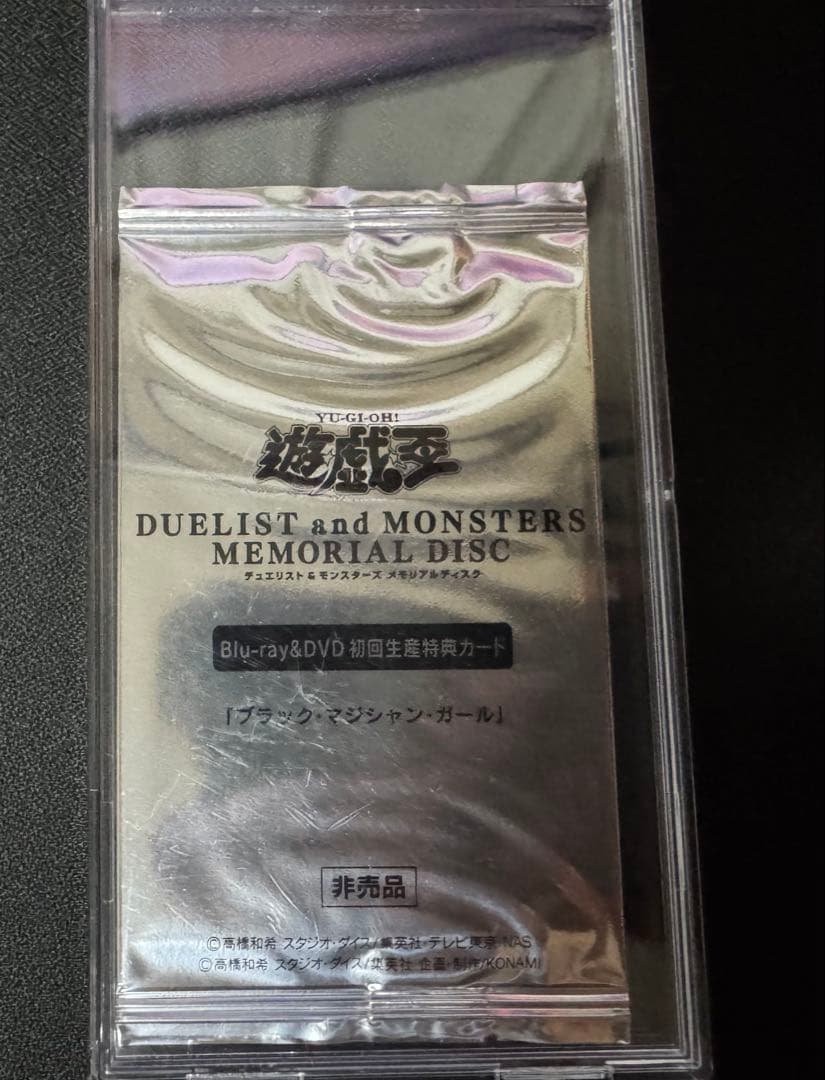 YU-GI-OH!
遊☆戯☆王
DUELIST and MONSTERS
MEMORIAL DISC
デュエリスト & モンスターズ メモリアルディスク
Blu-ray&DVD 初回生産特典カード
「ブラック・マジシャン・ガール」
非売品
©高橋和希 スタジオ・ダイス/集英社・テレビ東京・NAS
©高橋和希 スタジオ・ダイス/集英社 企画・制作/KONAMI